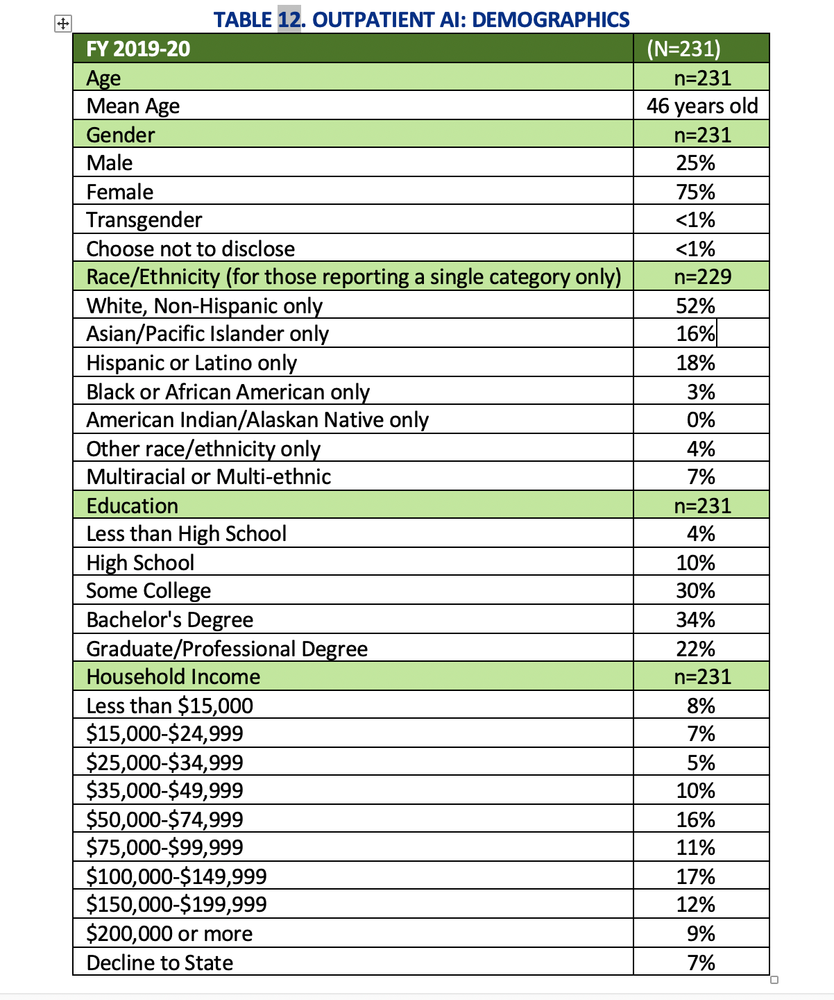 TABLE 12. OUTPATIENT AI: DEMOGRAPHICS
FY 2019-20 (N=231)
Age n=231
Mean Age 46 years old
Gender n=231
Male 25%
Female 75%
Transgender <1%
Choose not to disclose <1%
Race/Ethnicity (for those reporting a single category only) n=229
White, Non-Hispanic only 52%
Asian/Pacific Islander only 16%
Hispanic or Latino only 18%
Black or African American only 3%
American Indian/Alaskan Native only 0%
Other race/ethnicity only 4%
Multiracial or Multi-ethnic 7%
Education n=231
Less than High School 4%
High School 10%
Some College 30%
Bachelor's Degree 34%
Graduate/Professional Degree 22%
Household Income n=231
Less than $15,000 8%
$15,000-$24,999 7%
$25,000-$34,999 5%
$35,000-$49,999 10%
$50,000-$74,999 16%
$75,000-$99,999 11%
$100,000-$149,999 17%
$150,000-$199,999 12%
$200,000 or more 9%
Decline to State 7%